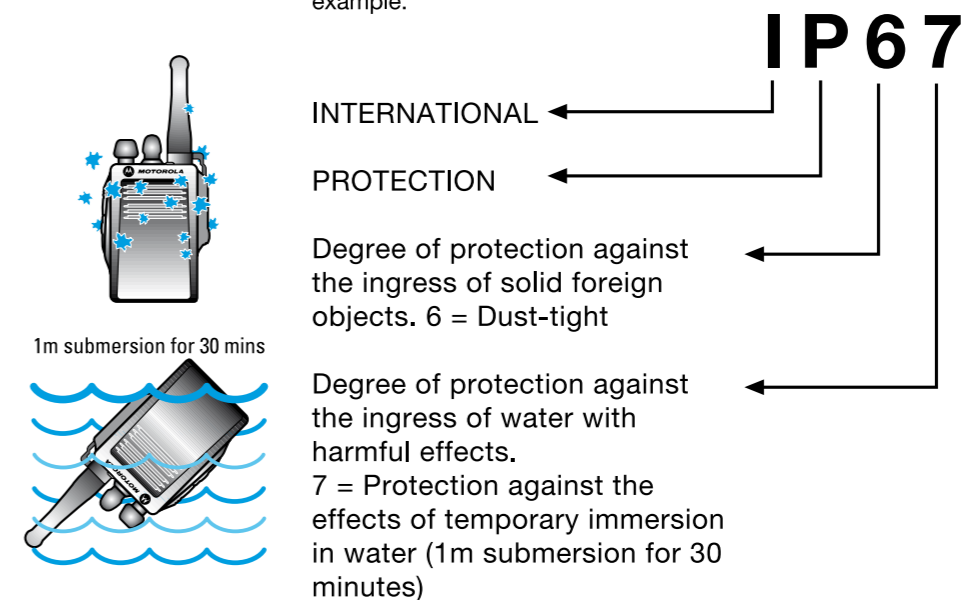 example.
IP67
INTERNATIONAL
PROTECTION
MOTOROLA
Degree of protection against
the ingress of solid foreign
objects. 6 = Dust-tight
1m submersion for 30 mins
MOTOROLA
Degree of protection against
the ingress of water with
harmful effects.
7 = Protection against the
effects of temporary immersion
in water (1m submersion for 30
minutes)